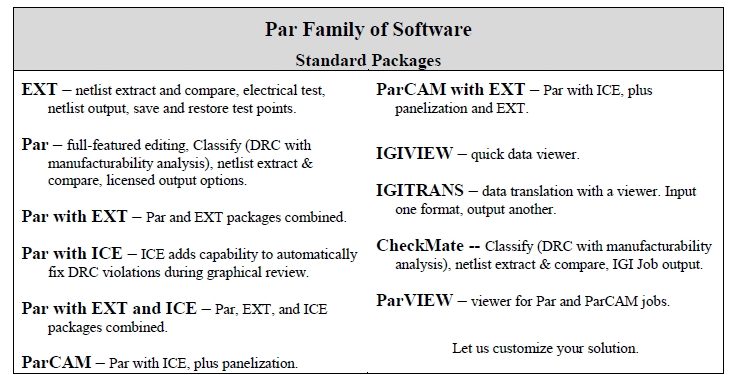 Par Family of Software
Standard Packages
EXT – netlist extract and compare, electrical test,
netlist output, save and restore test points.
Par – full-featured editing, Classify (DRC with
manufacturability analysis), netlist extract &
compare, licensed output options.
Par with EXT – Par and EXT packages combined.
Par with ICE – ICE adds capability to automatically
fix DRC violations during graphical review.
Par with EXT and ICE – Par, EXT, and ICE
packages combined.
ParCAM – Par with ICE, plus panelization.
ParCAM with EXT – Par with ICE, plus
panelization and EXT.
IGIVIEW – quick data viewer.
IGITRANS – data translation with a viewer. Input
one format, output another.
CheckMate -- Classify (DRC with manufacturability
analysis), netlist extract & compare, IGI Job output.
ParVIEW – viewer for Par and ParCAM jobs.
Let us customize your solution.